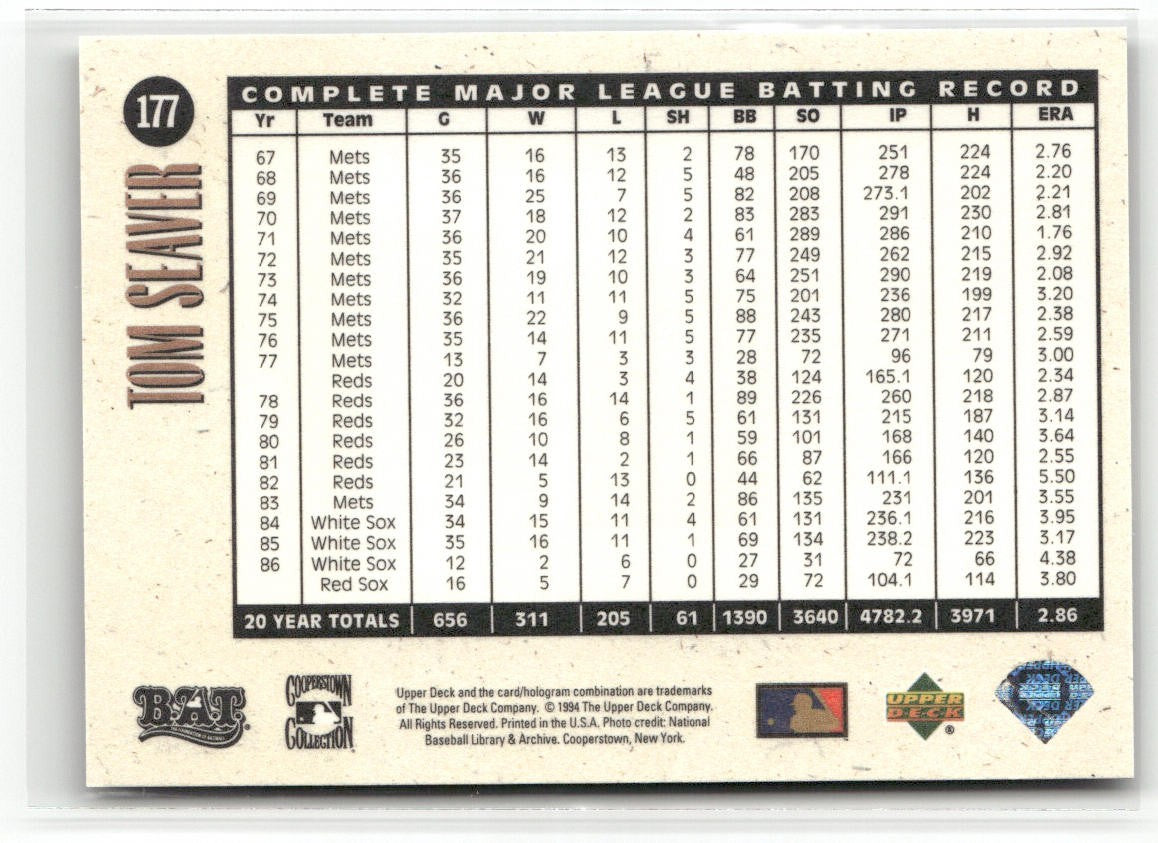 177
TOM SEAVER
COMPLETE MAJOR LEAGUE BATTING RECORD
Yr Team G W L SH BB SO IP H ERA
67 Mets 35 16 13 2 78 170 251 224 2.76
68 Mets 36 16 12 5 48 205 278 224 2.20
69 Mets 36 25 7 5 82 208 273.1 202 2.21
70 Mets 37 18 12 2 83 283 291 230 2.81
71 Mets 36 20 10 4 61 289 286 210 1.76
72 Mets 35 21 12 3 77 249 262 215 2.92
73 Mets 36 19 10 3 64 251 290 219 2.08
74 Mets 32 11 11 5 75 201 236 199 3.20
75 Mets 36 22 9 5 88 243 280 217 2.38
76 Mets 35 14 11 5 77 235 271 211 2.59
77 Mets 13 7 3 3 28 72 96 79 3.00
Reds 20 14 3 4 38 124 165.1 120 2.34
78 Reds 36 16 14 1 89 226 260 218 2.87
79 Reds 32 16 6 5 61 131 215 187 3.14
80 Reds 26 10 8 1 59 101 168 140 3.64
81 Reds 23 14 2 1 66 87 166 120 2.55
82 Reds 21 5 13 0 44 62 111.1 136 5.50
83 Mets 34 9 14 2 86 135 231 201 3.55
84 White Sox 34 15 11 4 61 131 236.1 216 3.95
85 White Sox 35 16 11 1 69 134 238.2 223 3.17
86 White Sox 12 2 6 0 27 31 72 66 4.38
Red Sox 16 5 7 0 29 72 104.1 114 3.80
20 YEAR TOTALS 656 311 205 61 1390 3640 4782.2 3971 2.86
B.A.T.
COOPERSTOWN
COLLECTION
Upper Deck and the card/hologram combination are trademarks
of The Upper Deck Company. © 1994 The Upper Deck Company.
All Rights Reserved. Printed in the U.S.A. Photo credit: National
Baseball Library & Archive. Cooperstown, New York.
UPPER
DECK
®